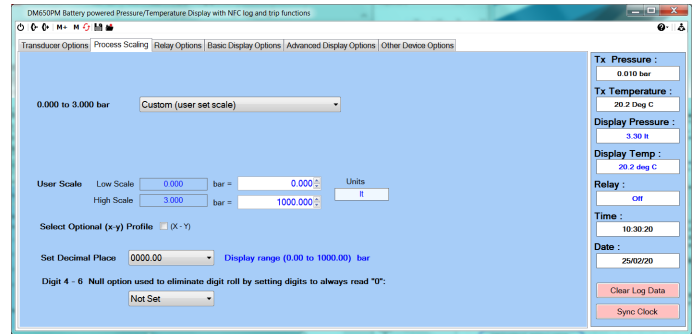 DM650PM Battery powered Pressure/Temperature Display with NFC log and trip functions
M+ M
Transducer Options Process Scaling Relay Options Basic Display Options Advanced Display Options Other Device Options
0.000 to 3.000 bar Custom (user set scale)
User Scale Low Scale 0.000 bar = 0.000 Units
High Scale 3.000 bar = 1000.000 lt
Select Optional (x-y) Profile (X - Y)
Set Decimal Place 0000.00 Display range (0.00 to 1000.00) bar
Digit 4 - 6 Null option used to eliminate digit roll by setting digits to always read "0":
Not Set
Tx Pressure :
0.010 bar
Tx Temperature :
20.2 Deg C
Display Pressure :
3.30 lt
Display Temp :
20.2 deg C
Relay :
Off
Time :
10:30:20
Date :
25/02/20
Clear Log Data
Sync Clock